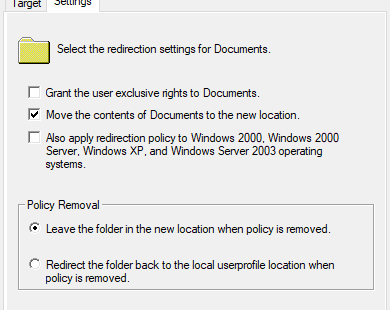 Target Settings
Select the redirection settings for Documents.
Grant the user exclusive rights to Documents.
Move the contents of Documents to the new location.
Also apply redirection policy to Windows 2000, Windows 2000
Server, Windows XP, and Windows Server 2003 operating
systems.
Policy Removal
Leave the folder in the new location when policy is removed.
Redirect the folder back to the local userprofile location when
policy is removed.